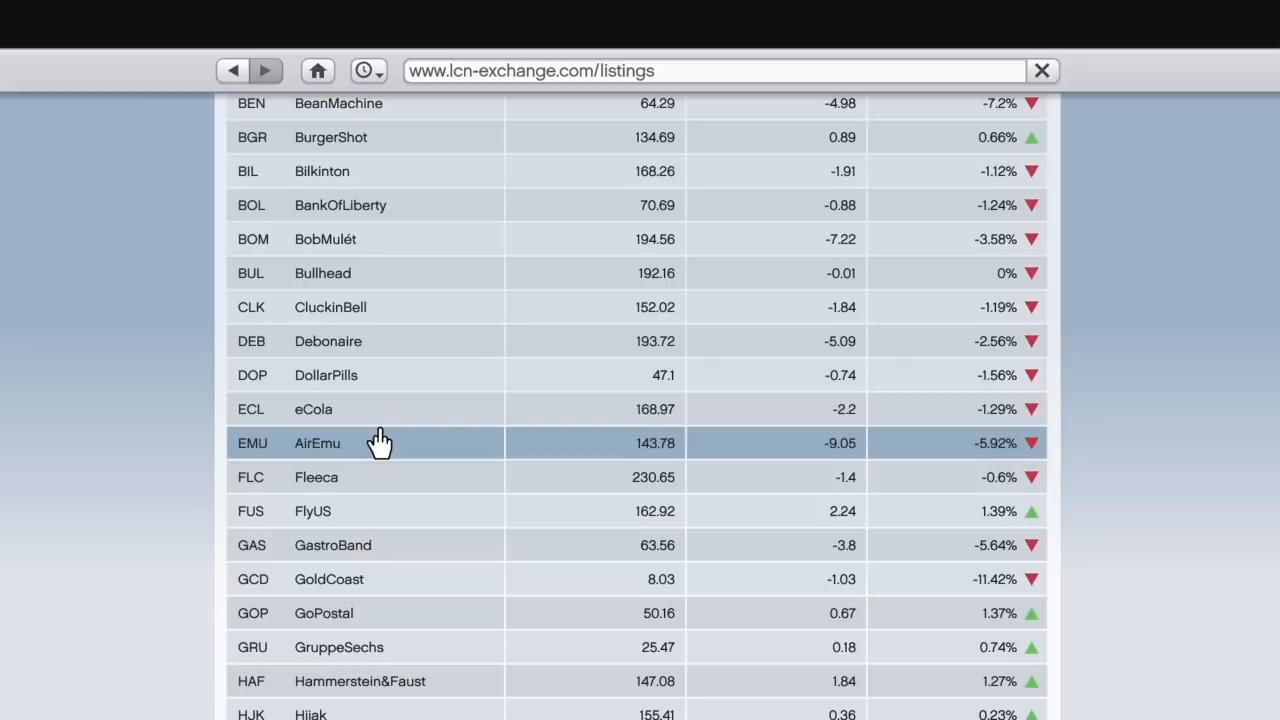 www.lcn-exchange.com/listings
BEN BeanMachine 64.29 -4.98 -7.2%
BGR BurgerShot 134.69 0.89 0.66%
BIL Bilkinton 168.26 -1.91 -1.12%
BOL BankOfLiberty 70.69 -0.88 -1.24%
BOM BobMulét 194.56 -7.22 -3.58%
BUL Bullhead 192.16 -0.01 0%
CLK CluckinBell 152.02 -1.84 -1.19%
DEB Debonaire 193.72 -5.09 -2.56%
DOP DollarPills 47.1 -0.74 -1.56%
ECL eCola 168.97 -2.2 -1.29%
EMU AirEmu 143.78 -9.05 -5.92%
FLC Fleeca 230.65 -1.4 -0.6%
FUS FlyUS 162.92 2.24 1.39%
GAS GastroBand 63.56 -3.8 -5.64%
GCD GoldCoast 8.03 -1.03 -11.42%
GOP GoPostal 50.16 0.67 1.37%
GRU GruppeSechs 25.47 0.18 0.74%
HAF Hammerstein&Faust 147.08 1.84 1.27%
HJK Hijak 155.41 0.36 0.23%